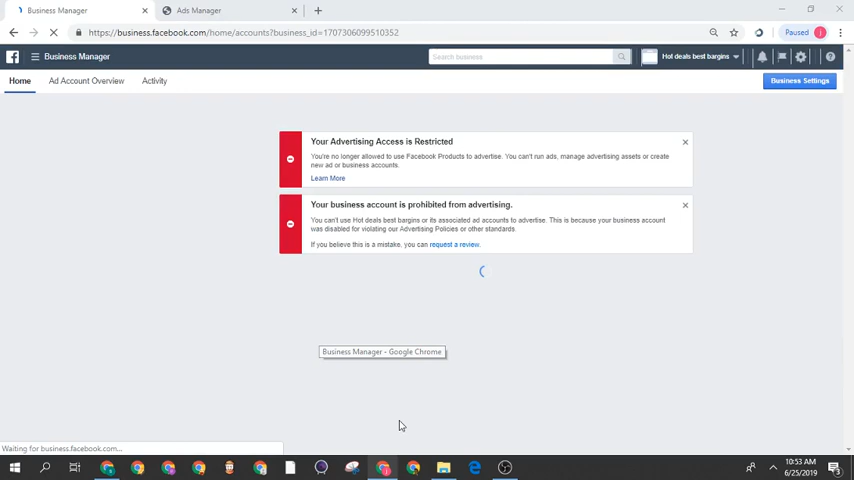 Business Manager
Ads Manager
https://business.facebook.com/home/accounts?business_id=1707306099510352
Paused
Business Manager
Search business
Hot deals best bargins
Home
Ad Account Overview
Activity
Business Settings
Your Advertising Access is Restricted
You're no longer allowed to use Facebook Products to advertise. You can't run ads, manage advertising assets or create
new ad or business accounts.
Learn More
Your business account is prohibited from advertising.
You can't use Hot deals best bargins or its associated ad accounts to advertise. This is because your business account
was disabled for violating our Advertising Policies or other standards.
If you believe this is a mistake, you can request a review.
Business Manager - Google Chrome
Waiting for business.facebook.com...
10:53 AM
6/25/2019